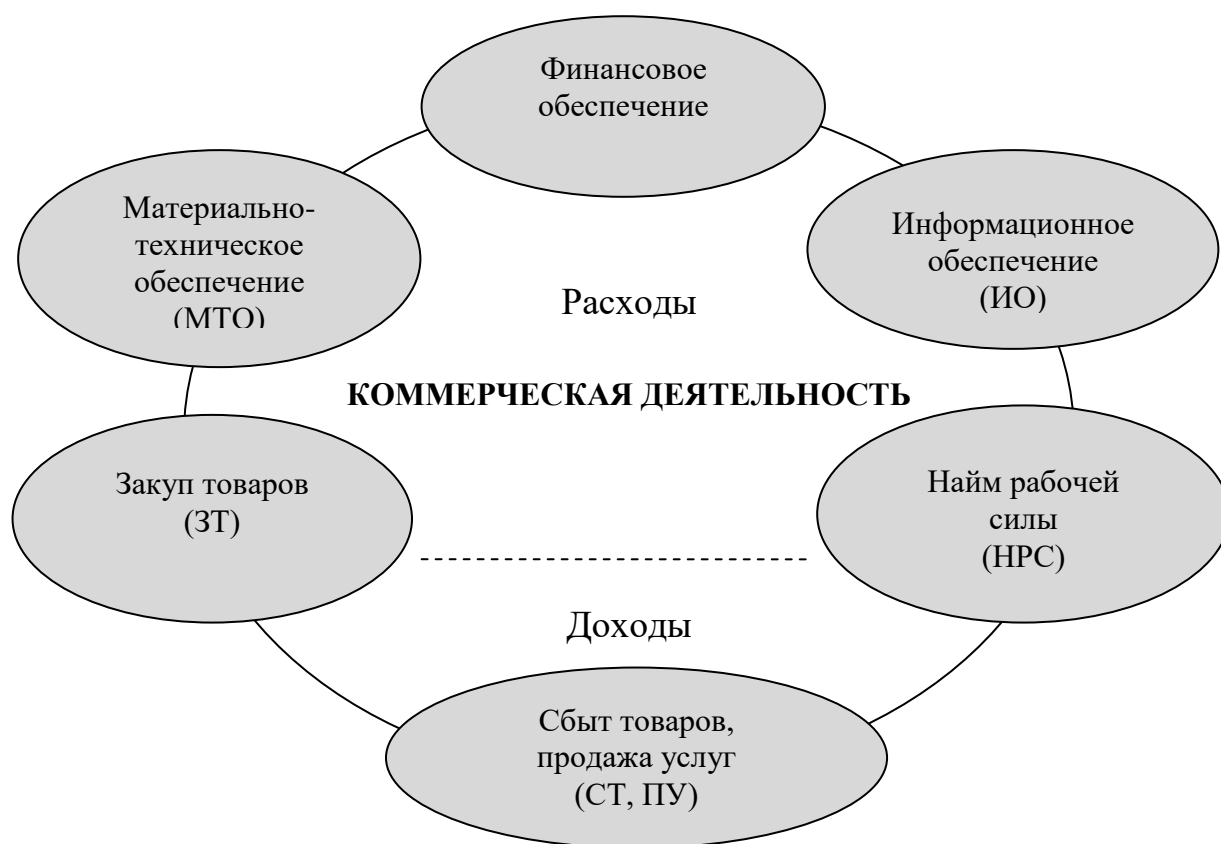 Финансовое
обеспечение
Материально-
техническое
обеспечение
(МТО)
Информационное
обеспечение
(ИО)
Расходы
КОММЕРЧЕСКАЯ ДЕЯТЕЛЬНОСТЬ
Закуп товаров
(ЗТ)
Найм рабочей
силы
(НРС)
Доходы
Сбыт товаров,
продажа услуг
(СТ, ПУ)